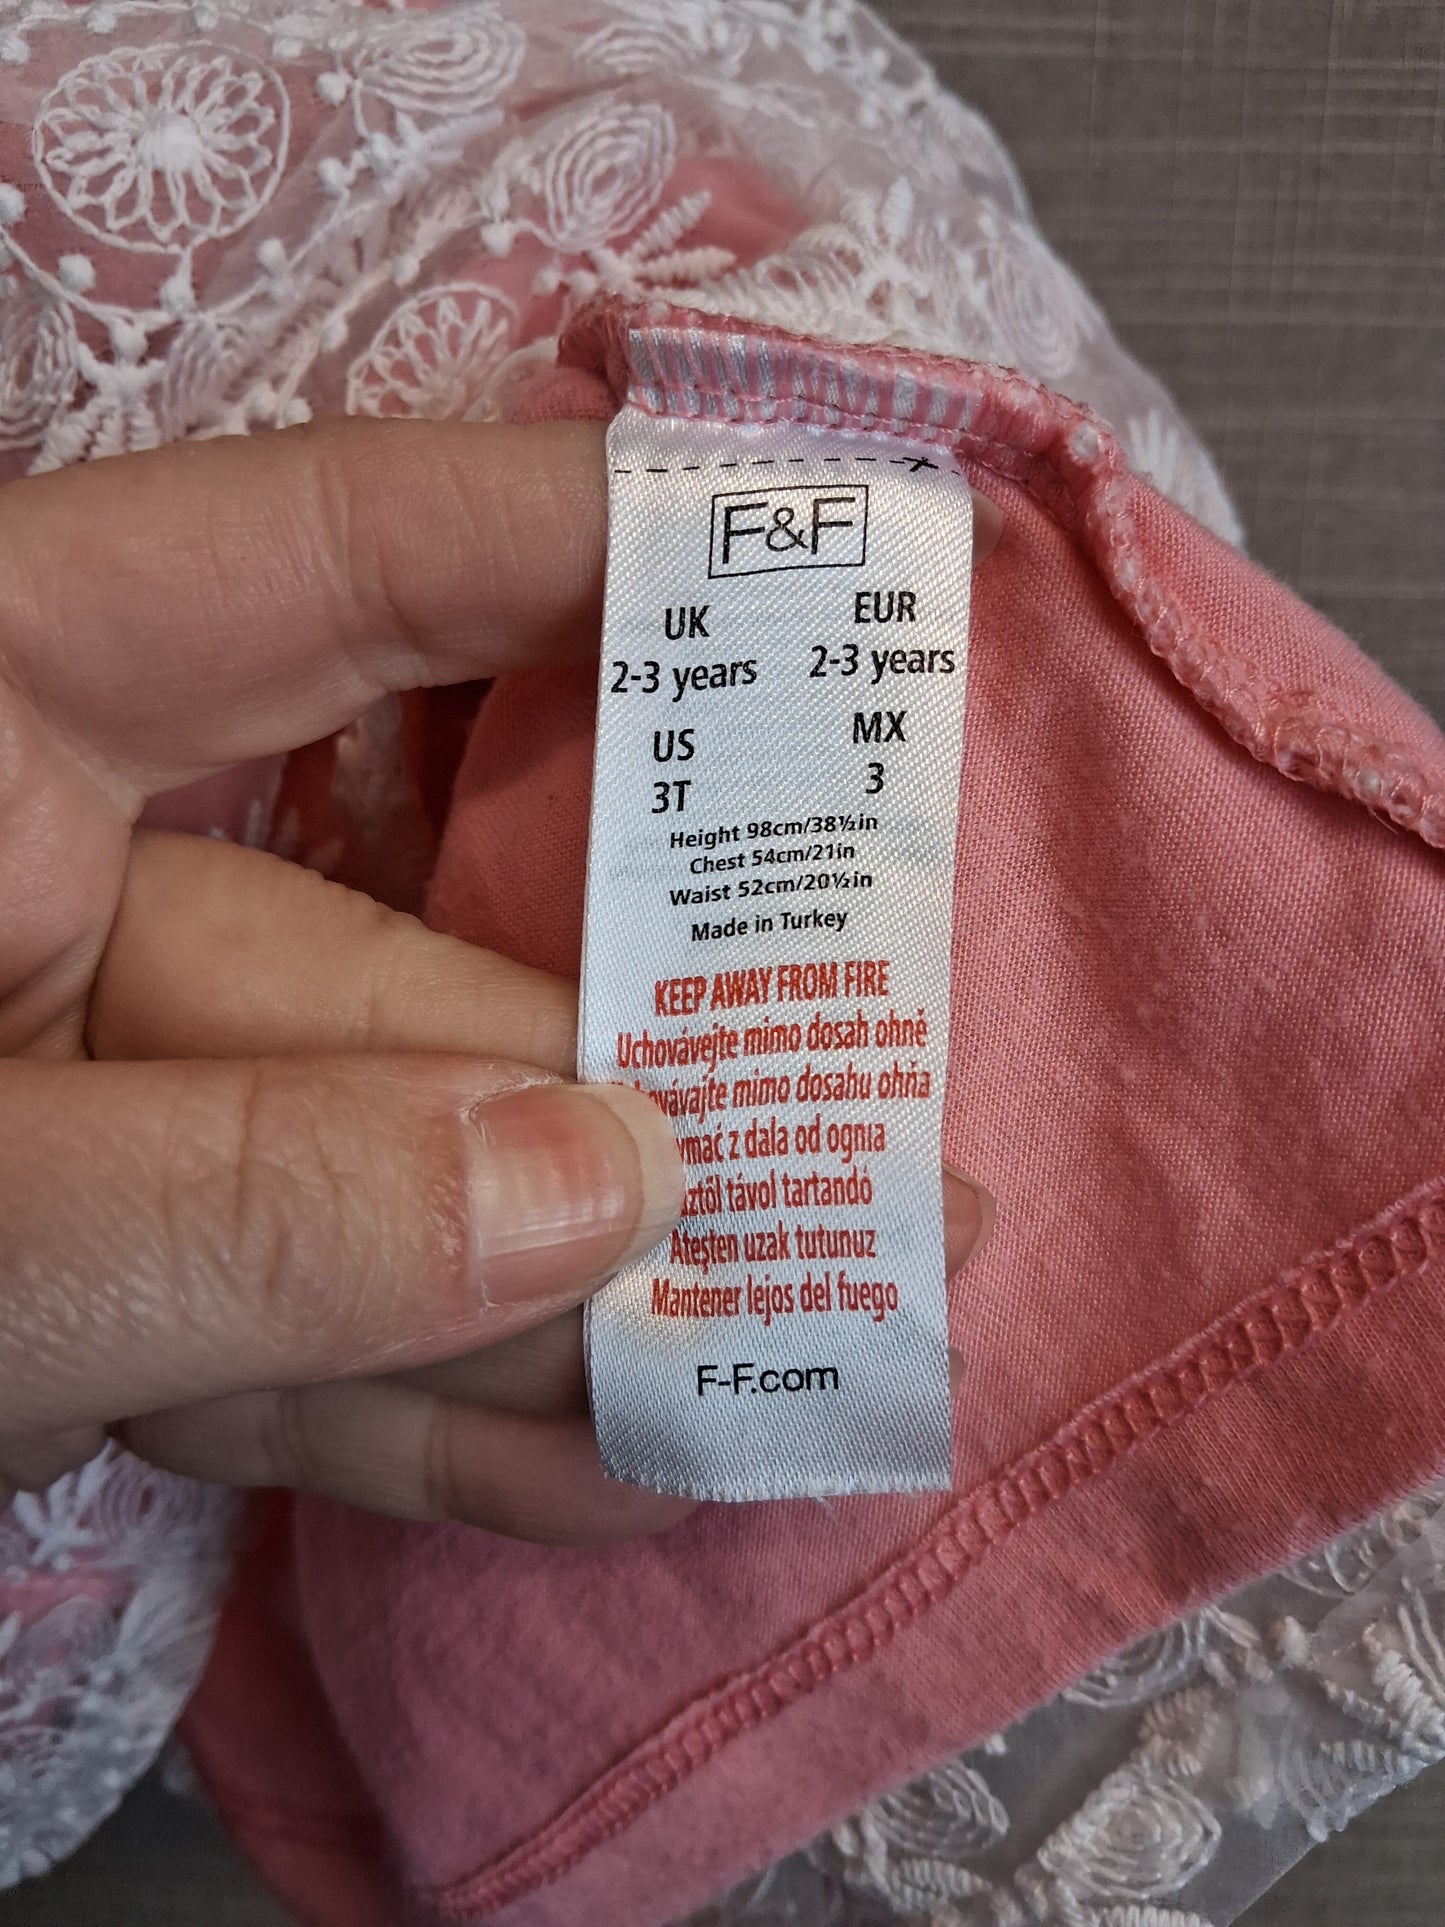 F&F
UK EUR
2-3 years 2-3 years
US MX
3T 3
Height 98cm/38½in
Chest 54cm/21in
Waist 52cm/20½in
Made in Turkey
KEEP AWAY FROM FIRE
Uchovávejte mimo dosah ohně
mimo dosahu ohňa
z dala od ognia
távol tartandó
Ateşten uzak tutunuz
Mantener lejos del fuego
F-F.com